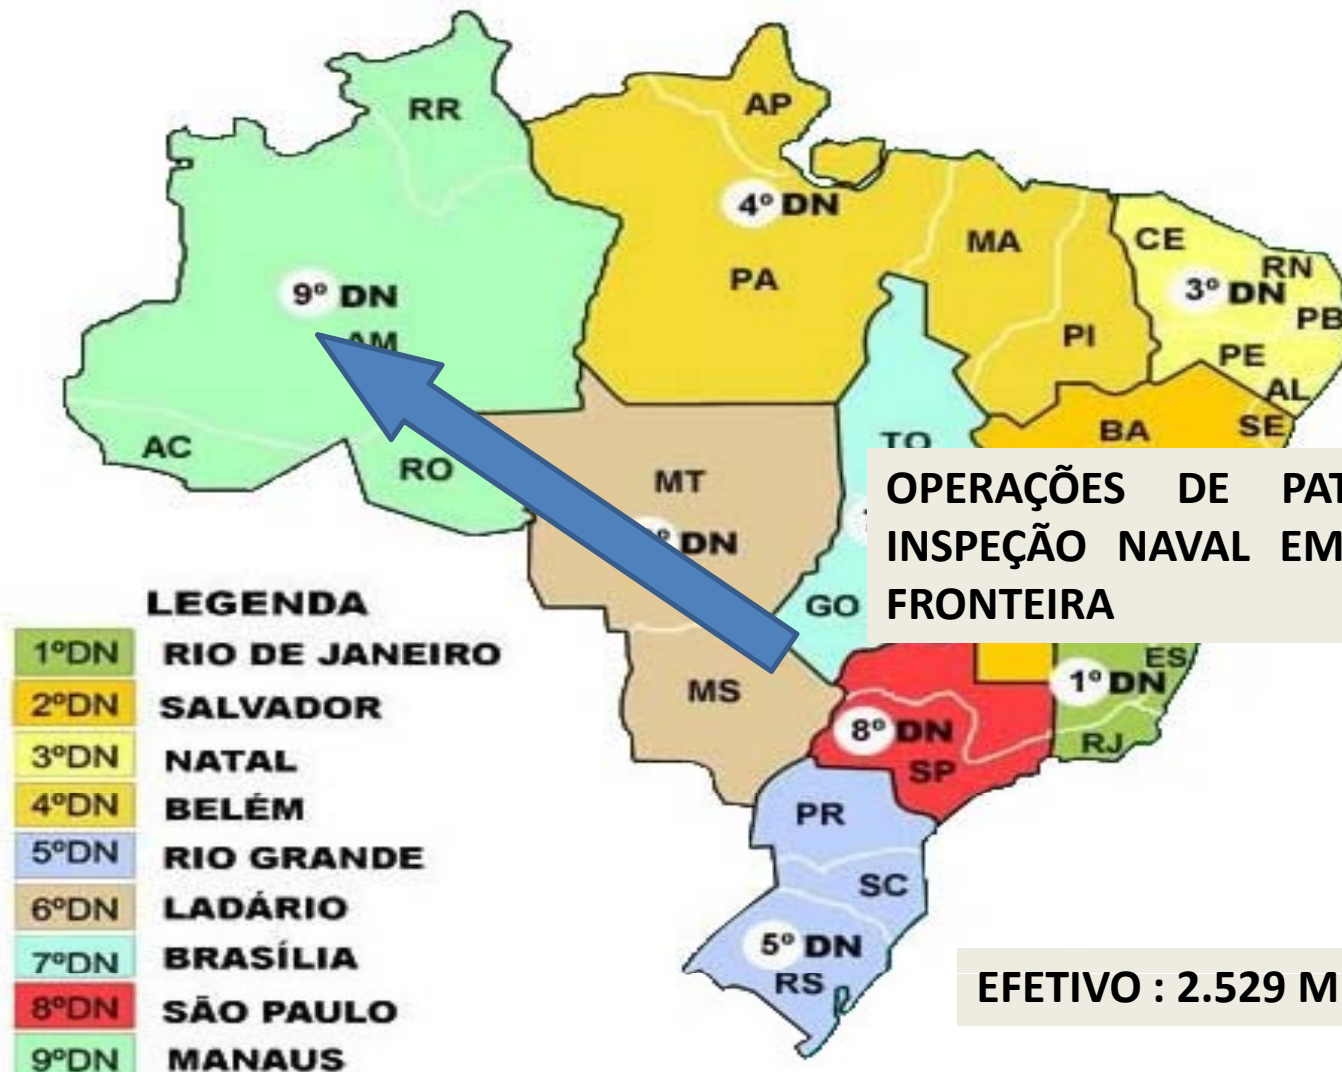 RR
AP
4º DN
MA
CE
RN
PA
9º DN
3º DN
PB
AM
PI
PE
AL
AC
RO
MT
TO
BA
SE
DN
GO
OPERAÇÕES DE
INSPEÇÃO NAVAL EM
FRONTEIRA
MS
ES
1º DN
8º DN
RJ
SP
PR
SC
5º DN
RS
LEGENDA
1ºDN RIO DE JANEIRO
2ºDN SALVADOR
3ºDN NATAL
4ºDN BELÉM
5ºDN RIO GRANDE
6ºDN LADÁRIO
7ºDN BRASÍLIA
8ºDN SÃO PAULO
9ºDN MANAUS
EFETIVO : 2.529